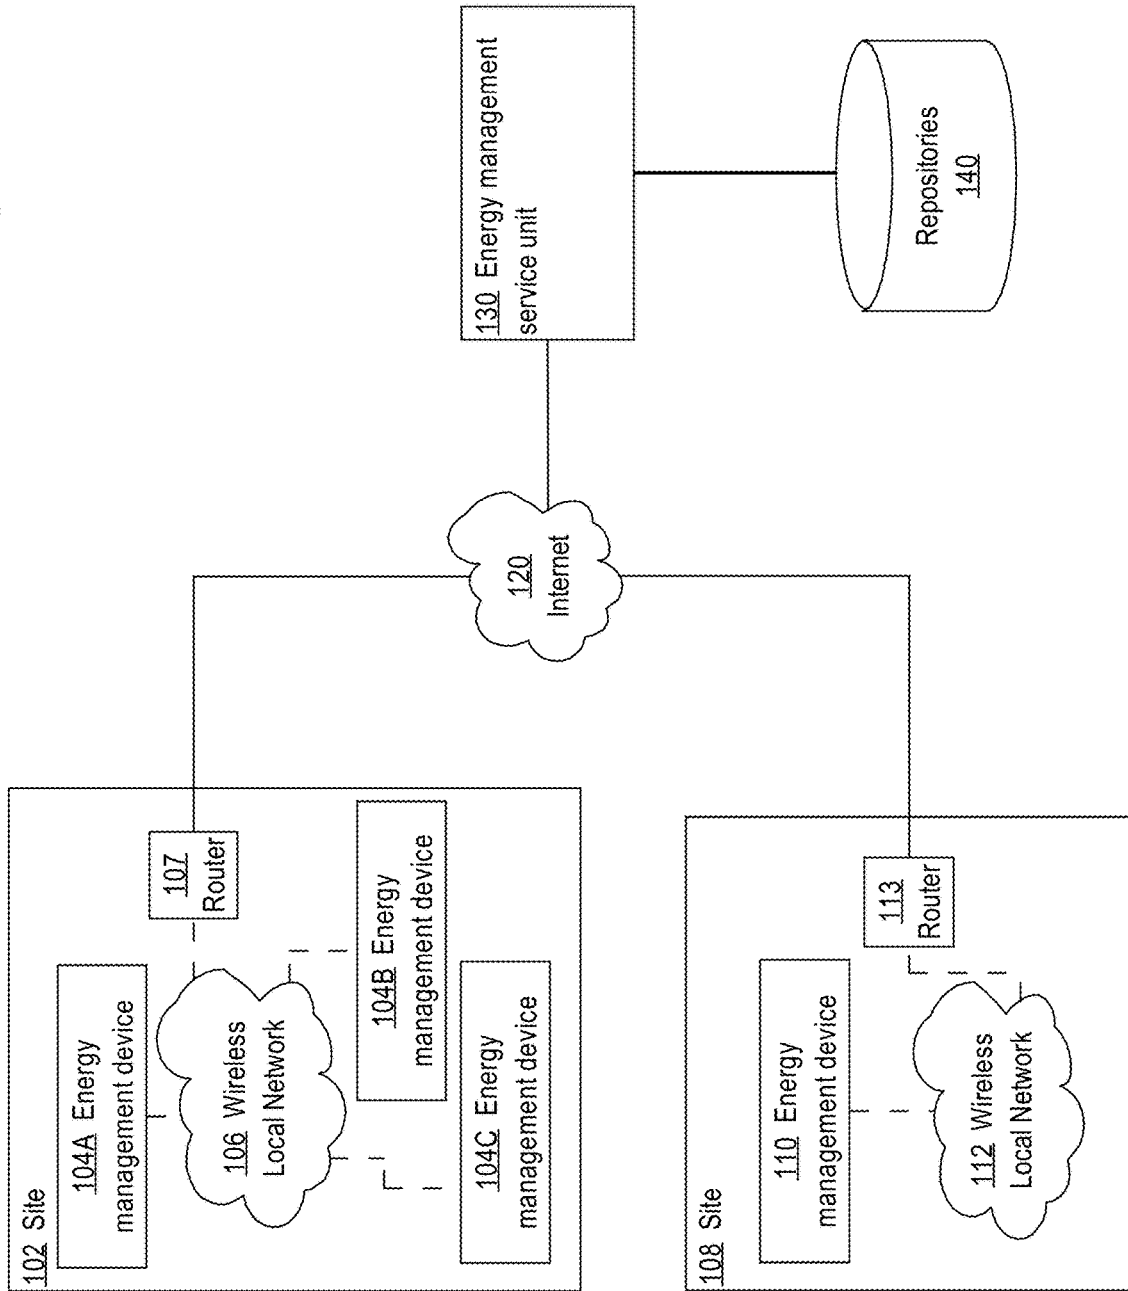 102 Site
104A Energy
management device
106 Wireless
Local Network
107
Router
104B Energy
management device
104C Energy
management device
108 Site
110 Energy
management device
112 Wireless
Local Network
113
Router
120
Internet
130 Energy management
service unit
Repositories
140